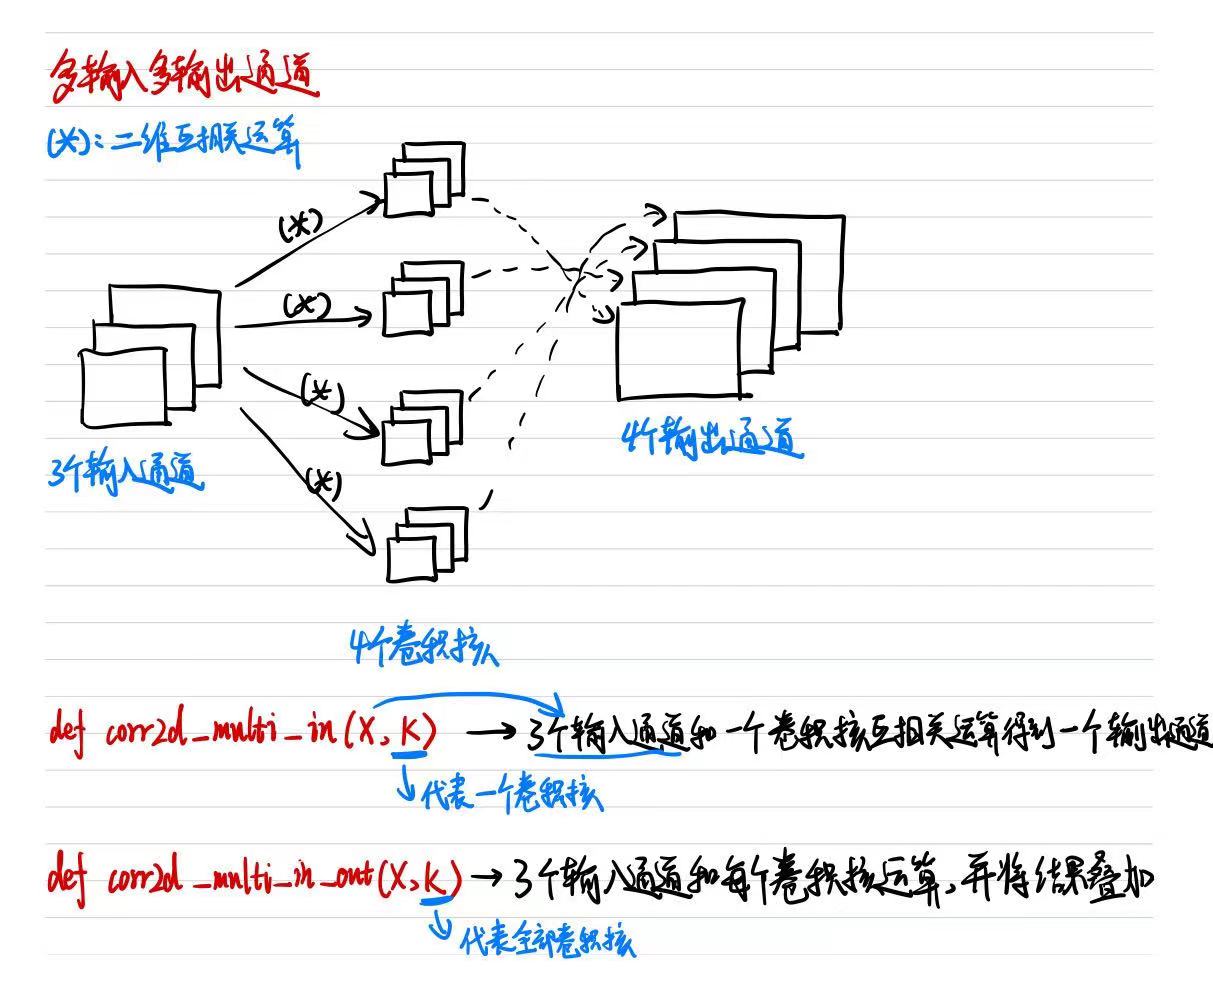 多输入多输出通道
(*):二维互相关运算
(*)
(*)
(*)
(*)
3个输入通道
4个输出通道
4个卷积核
def corr2d_multi_in(X, K) → 3个输入通道和一个卷积核互相关运算得到一个输出通道
代表一个卷积核
def corr2d_multi_in_out(X,K) → 3个输入通道和每个卷积核运算,并将结果叠加
代表全部卷积核